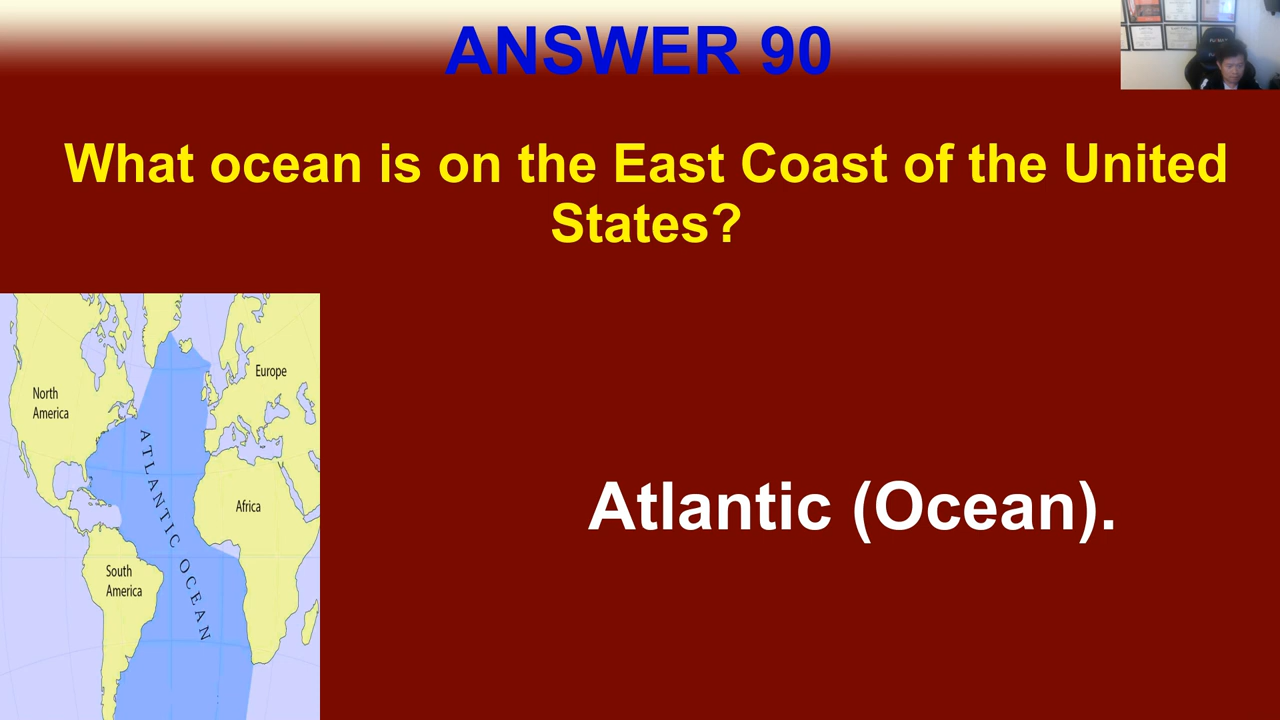 ANSWER 90
What ocean is on the East Coast of the United
States?
North
America
Europe
ATLANTIC OCEAN
Africa
South
America
Atlantic (Ocean).